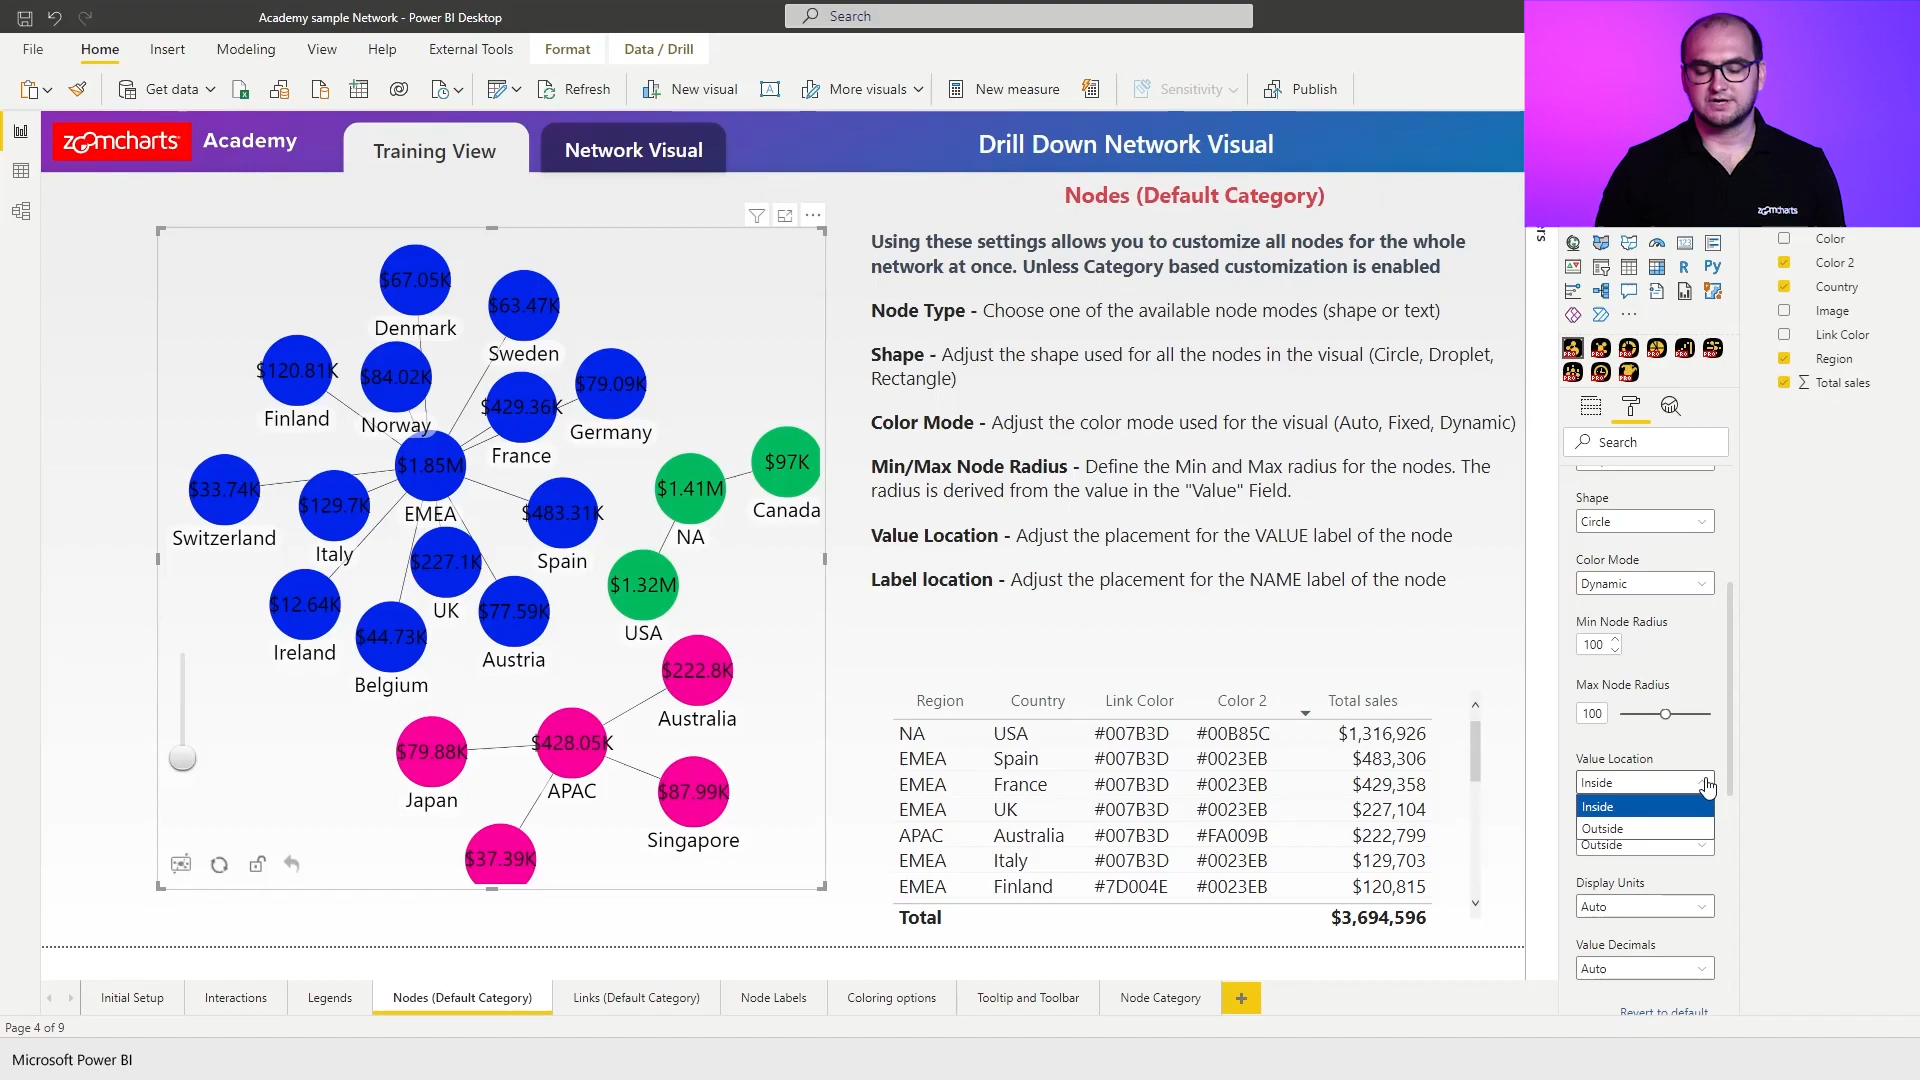 Academy sample Network - Power BI Desktop
Search
File
Home
Insert
Modeling
View
Help
External Tools
Format
Data / Drill
Get data
Refresh
New visual
More visuals
New measure
Sensitivity
Publish
zoomcharts
Academy
Training View
Network Visual
Drill Down Network Visual
zoomcharts
Nodes (Default Category)
Using these settings allows you to customize all nodes for the whole
network at once. Unless Category based customization is enabled
Node Type - Choose one of the available node modes (shape or text)
Shape - Adjust the shape used for all the nodes in the visual (Circle, Droplet,
Rectangle)
Color Mode - Adjust the color mode used for the visual (Auto, Fixed, Dynamic)
Min/Max Node Radius - Define the Min and Max radius for the nodes. The
radius is derived from the value in the "Value" Field.
Value Location - Adjust the placement for the VALUE label of the node
Label location - Adjust the placement for the NAME label of the node
$67.05K
Denmark
$63.47K
Sweden
$120.81K
Finland
$84.02K
Norway
$429.36K
France
$79.09K
Germany
$1.85M
EMEA
$33.74K
Switzerland
$129.7K
Italy
$483.31K
Spain
$227.1K
UK
$12.64K
Ireland
$44.73K
Belgium
$77.59K
Austria
$1.41M
NA
$97K
Canada
$1.32M
USA
$222.8K
Australia
$428.05K
APAC
$79.88K
Japan
$87.99K
Singapore
$37.39K
Region Country Link Color Color 2 Total sales
NA USA #007B3D #00B85C $1,316,926
EMEA Spain #007B3D #0023EB $483,306
EMEA France #007B3D #0023EB $429,358
EMEA UK #007B3D #0023EB $227,104
APAC Australia #007B3D #FA009B $222,799
EMEA Italy #007B3D #0023EB $129,703
EMEA Finland #7D004E #0023EB $120,815
Total $3,694,596
R
Py
PRO
PRO
PRO
PRO
PRO
PRO
PRO
PRO
PRO
Search
Shape
Circle
Color Mode
Dynamic
Min Node Radius
100
Max Node Radius
100
Value Location
Inside
Inside
Outside
Outside
Display Units
Auto
Value Decimals
Auto
Revert to default
Color
Color 2
Country
Image
Link Color
Region
Σ Total sales
Initial Setup
Interactions
Legends
Nodes (Default Category)
Links (Default Category)
Node Labels
Coloring options
Tooltip and Toolbar
Node Category
+
Page 4 of 9
Microsoft Power BI